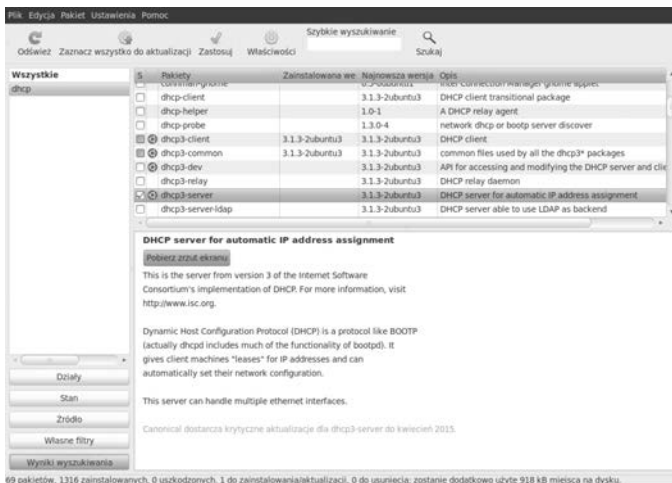 Plik Edycja Pakiet Ustawienia Pomoc
Szybkie wyszukiwanie
Odśwież Zaznacz wszystko do aktualizacji Zastosuj Właściwości Szukaj
Wszystkie
dhcp
S Pakiety Zainstalowana we Najnowsza wersja Opis
dhcp-client 3.1.3-2ubuntu3 DHCP client transitional package
dhcp-helper 1.0-1 A DHCP relay agent
dhcp-probe 1.3.0-4 network dhcp or bootp server discover
dhcp3-client 3.1.3-2ubuntu3 3.1.3-2ubuntu3 DHCP client
dhcp3-common 3.1.3-2ubuntu3 3.1.3-2ubuntu3 common files used by all the dhcp3* packages
dhcp3-dev 3.1.3-2ubuntu3 API for accessing and modifying the DHCP server and clie
dhcp3-relay 3.1.3-2ubuntu3 DHCP relay daemon
dhcp3-server 3.1.3-2ubuntu3 DHCP server for automatic IP address assignment
dhcp3-server-ldap 3.1.3-2ubuntu3 DHCP server able to use LDAP as backend
DHCP server for automatic IP address assignment
Pobierz zrzut ekranu
This is the server from version 3 of the Internet Software
Consortium's implementation of DHCP. For more information, visit
http://www.isc.org.
Dynamic Host Configuration Protocol (DHCP) is a protocol like BOOTP
(actually dhcpd includes much of the functionality of bootpd). It
gives client machines "leases" for IP addresses and can
automatically set their network configuration.
This server can handle multiple ethernet interfaces.
Canonical dostarcza krytyczne aktualizacje dla dhcp3-server do kwiecień 2015.
Działy
Stan
Źródło
Własne filtry
Wyniki wyszukiwania
69 pakietów, 1316 zainstalowanych, 0 uszkodzonych, 1 do zainstalowania/aktualizacji, 0 do usunięcia; zostanie dodatkowo użyte 918 kB miejsca na dysku.